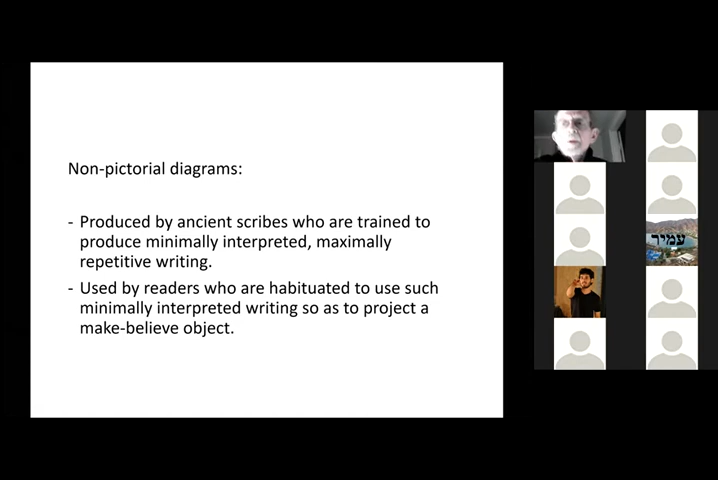 Non-pictorial diagrams:
- Produced by ancient scribes who are trained to
produce minimally interpreted, maximally
repetitive writing.
- Used by readers who are habituated to use such
minimally interpreted writing so as to project a
make-believe object.
עמיר